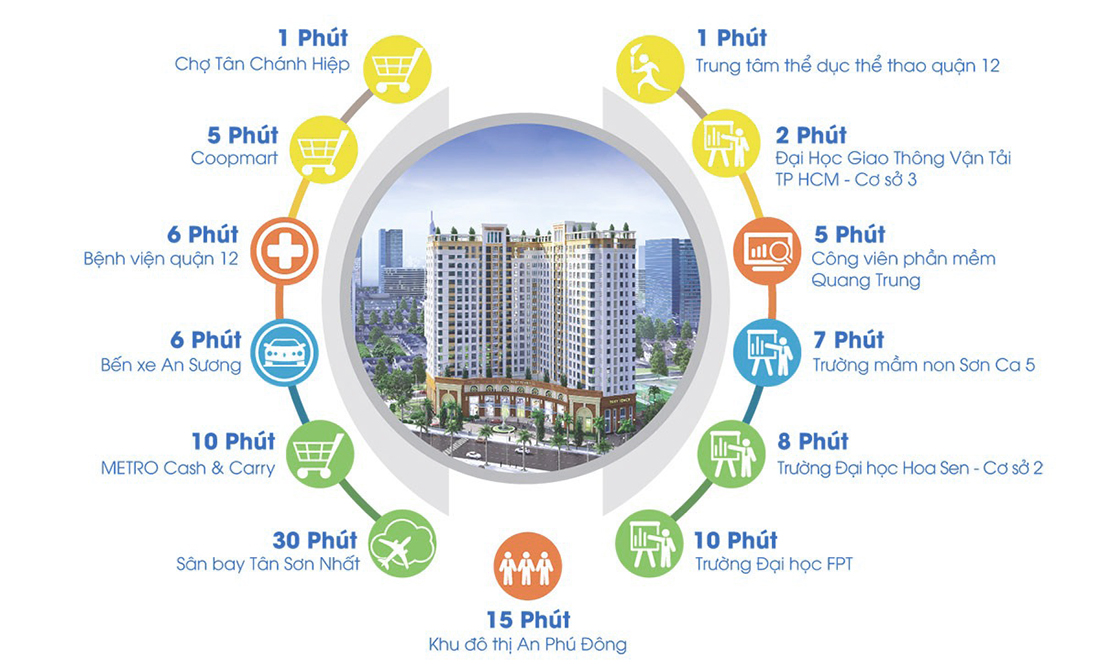 1 Phút
Chợ Tân Chánh Hiệp
5 Phút
Coopmart
6 Phút
Bệnh viện quận 12
6 Phút
Bến xe An Sương
10 Phút
METRO Cash & Carry
30 Phút
Sân bay Tân Sơn Nhất
15 Phút
Khu đô thị An Phú Đông
1 Phút
Trung tâm thể dục thể thao quận 12
2 Phút
Đại Học Giao Thông Vận Tải
TP HCM - Cơ sở 3
5 Phút
Công viên phần mềm
Quang Trung
7 Phút
Trường mầm non Sơn Ca 5
8 Phút
Trường Đại học Hoa Sen - Cơ sở 2
10 Phút
Trường Đại học FPT